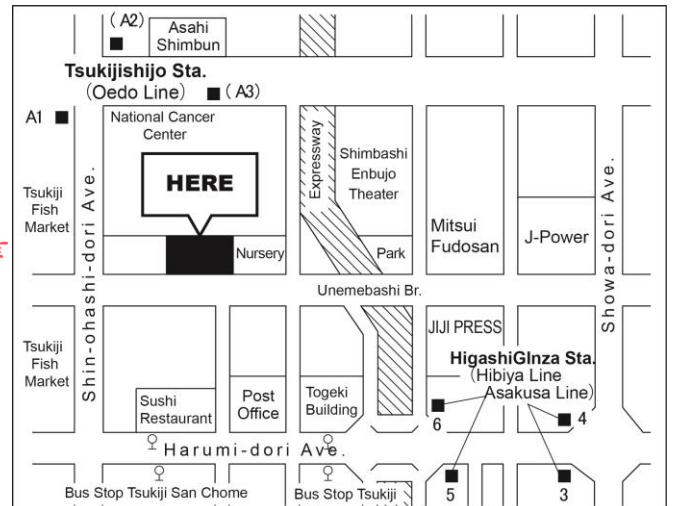 (A2)
Asahi
Shimbun
Tsukijishijo Sta.
(Oedo Line)
(A3)
A1
National Cancer
Center
HERE
Nursery
Expressway
Shimbashi
Enbujo
Theater
Park
Mitsui
Fudosan
J-Power
Showa-dori Ave.
Tsukiji
Fish
Market
Shin-ohashi-dori Ave.
Unemebashi Br.
Tsukiji
Fish
Market
JIJI PRESS
HigashiGInza Sta.
(Hibiya Line
Asakusa Line)
Sushi
Restaurant
Post
Office
Togeki
Building
6
4
Harumi-dori Ave.
Bus Stop Tsukiji San Chome
Bus Stop Tsukiji
5
3